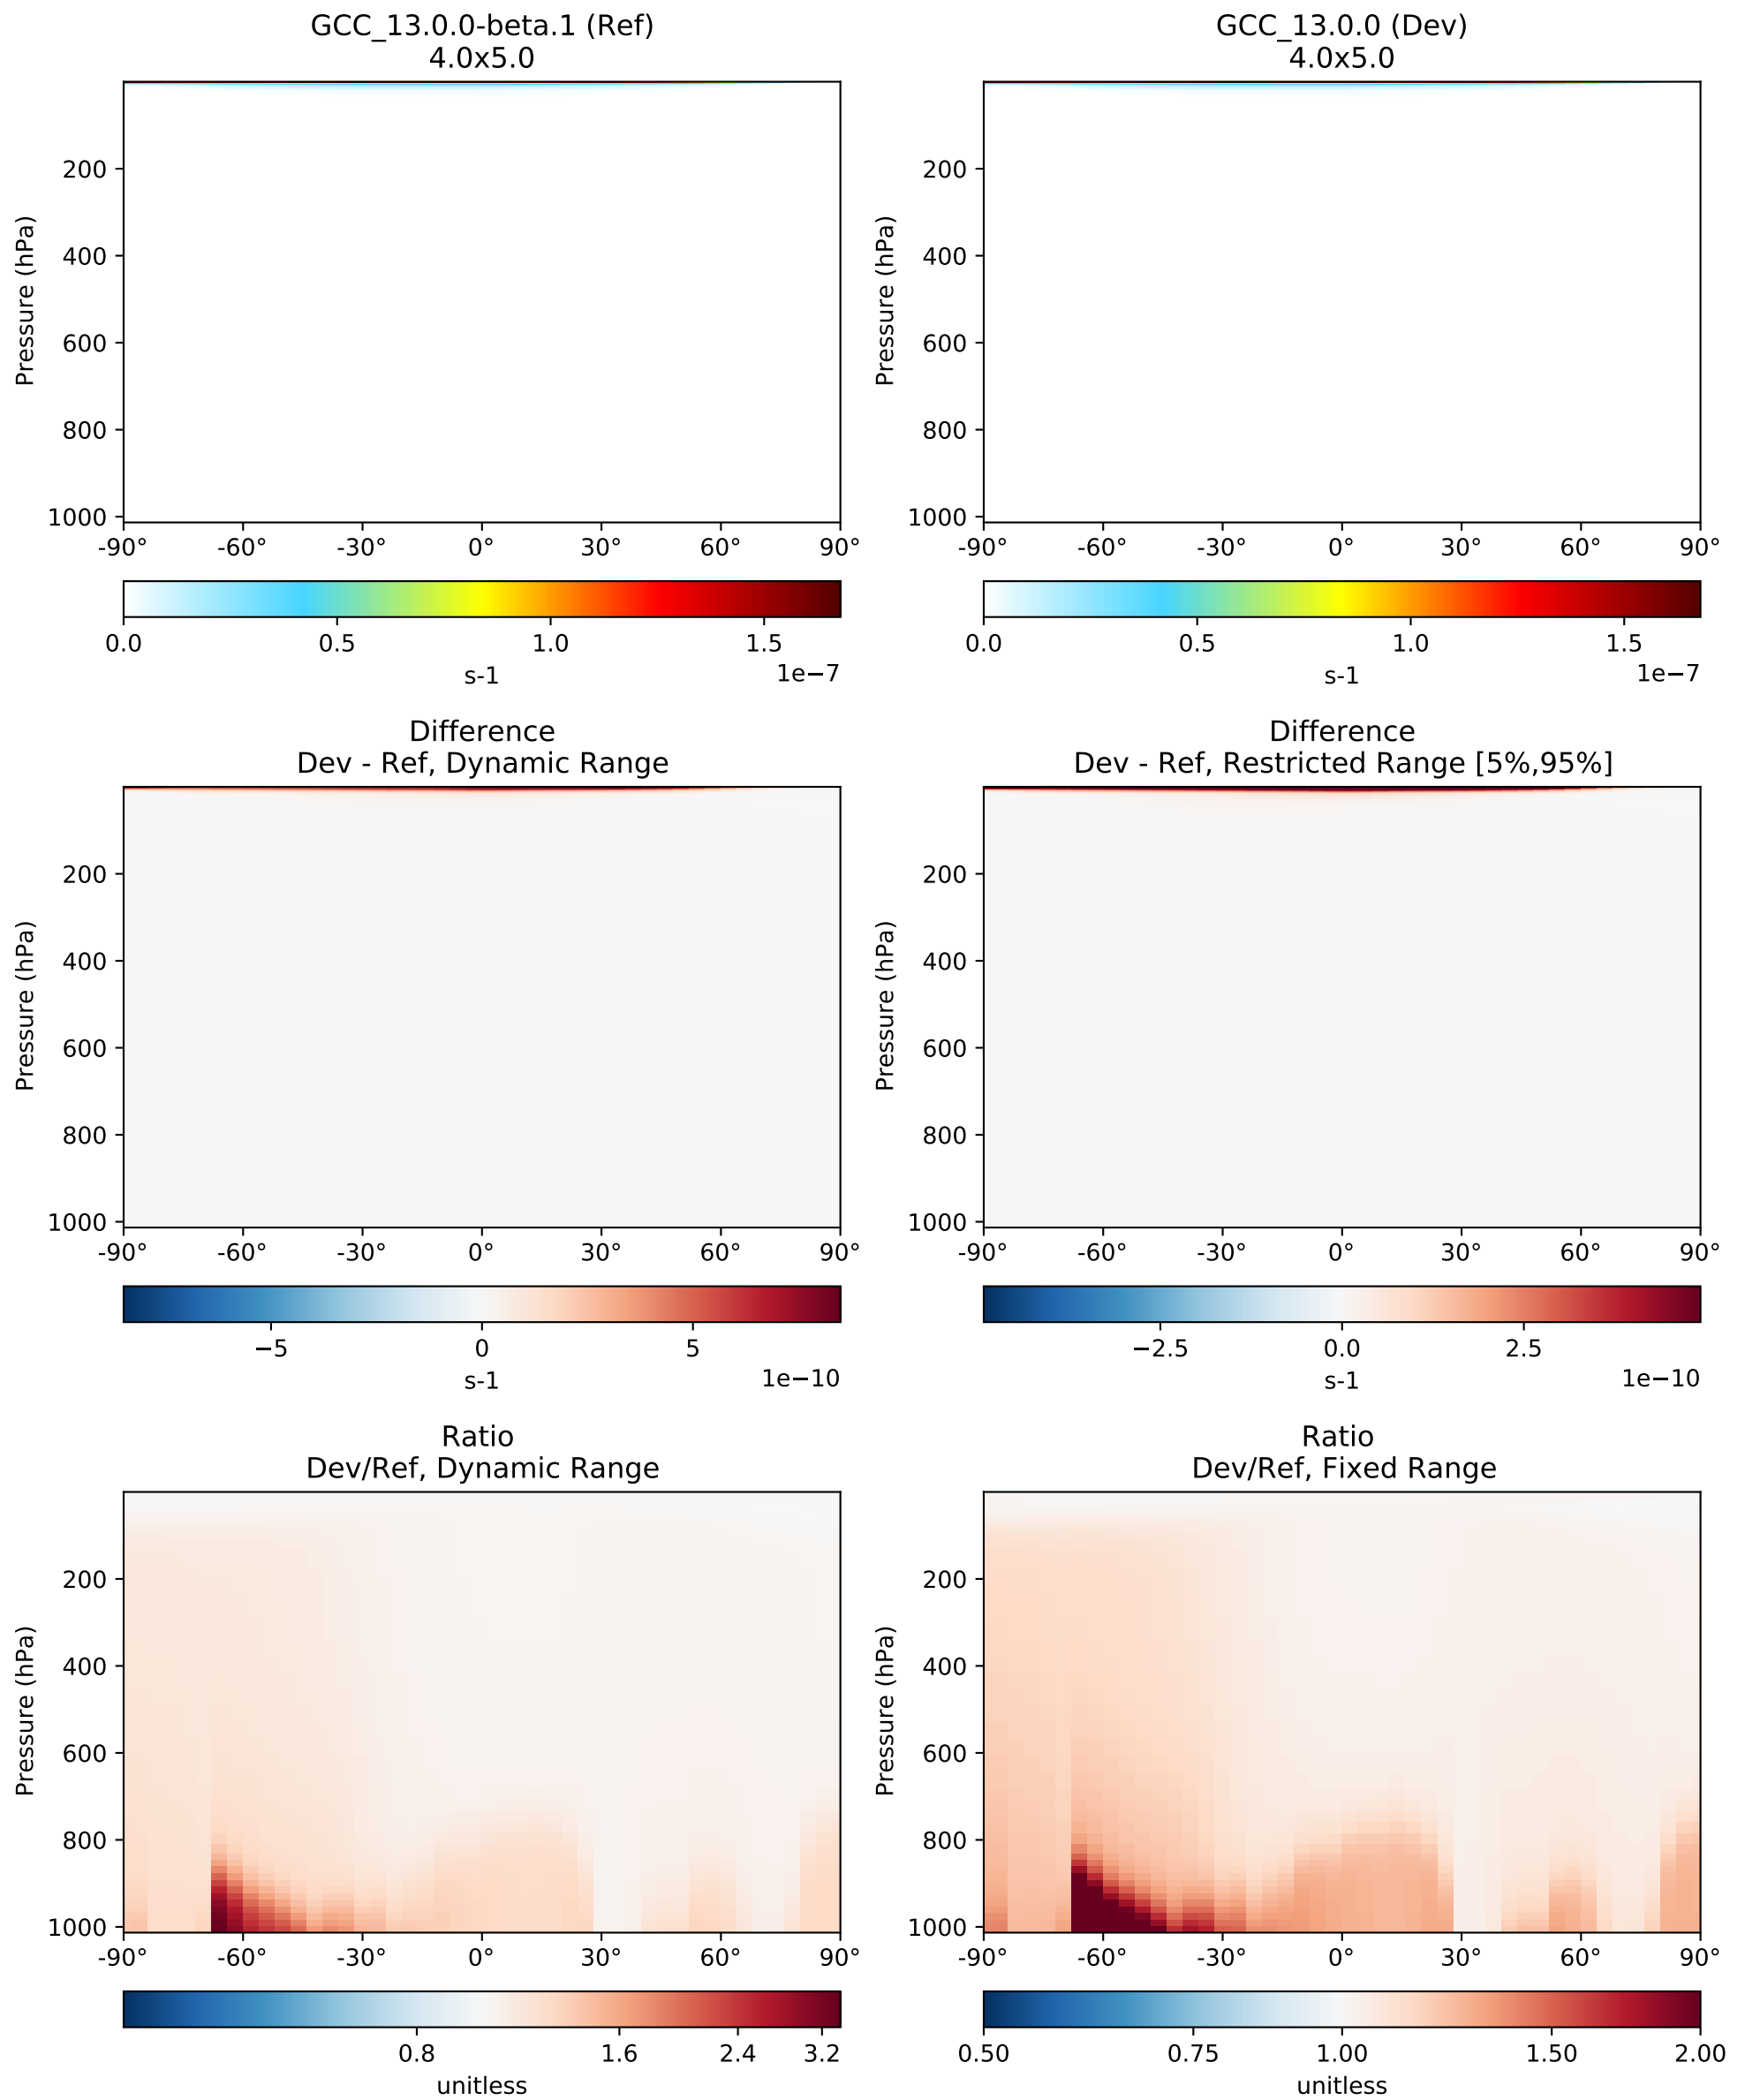 GCC_13.0.0-beta.1 (Ref)
4.0x5.0
Pressure (hPa)
200
400
600
800
1000
-90° -60° -30° 0° 30° 60° 90°
0.0 0.5 1.0 1.5
1e−7
s-1
GCC_13.0.0 (Dev)
4.0x5.0
Pressure (hPa)
200
400
600
800
1000
-90° -60° -30° 0° 30° 60° 90°
0.0 0.5 1.0 1.5
1e−7
s-1
Difference
Dev - Ref, Dynamic Range
Pressure (hPa)
200
400
600
800
1000
-90° -60° -30° 0° 30° 60° 90°
−5 0 5
1e−10
s-1
Difference
Dev - Ref, Restricted Range [5%,95%]
Pressure (hPa)
200
400
600
800
1000
-90° -60° -30° 0° 30° 60° 90°
−2.5 0.0 2.5
1e−10
s-1
Ratio
Dev/Ref, Dynamic Range
Pressure (hPa)
200
400
600
800
1000
-90° -60° -30° 0° 30° 60° 90°
0.8 1.6 2.4 3.2
unitless
Ratio
Dev/Ref, Fixed Range
Pressure (hPa)
200
400
600
800
1000
-90° -60° -30° 0° 30° 60° 90°
0.50 0.75 1.00 1.50 2.00
unitless